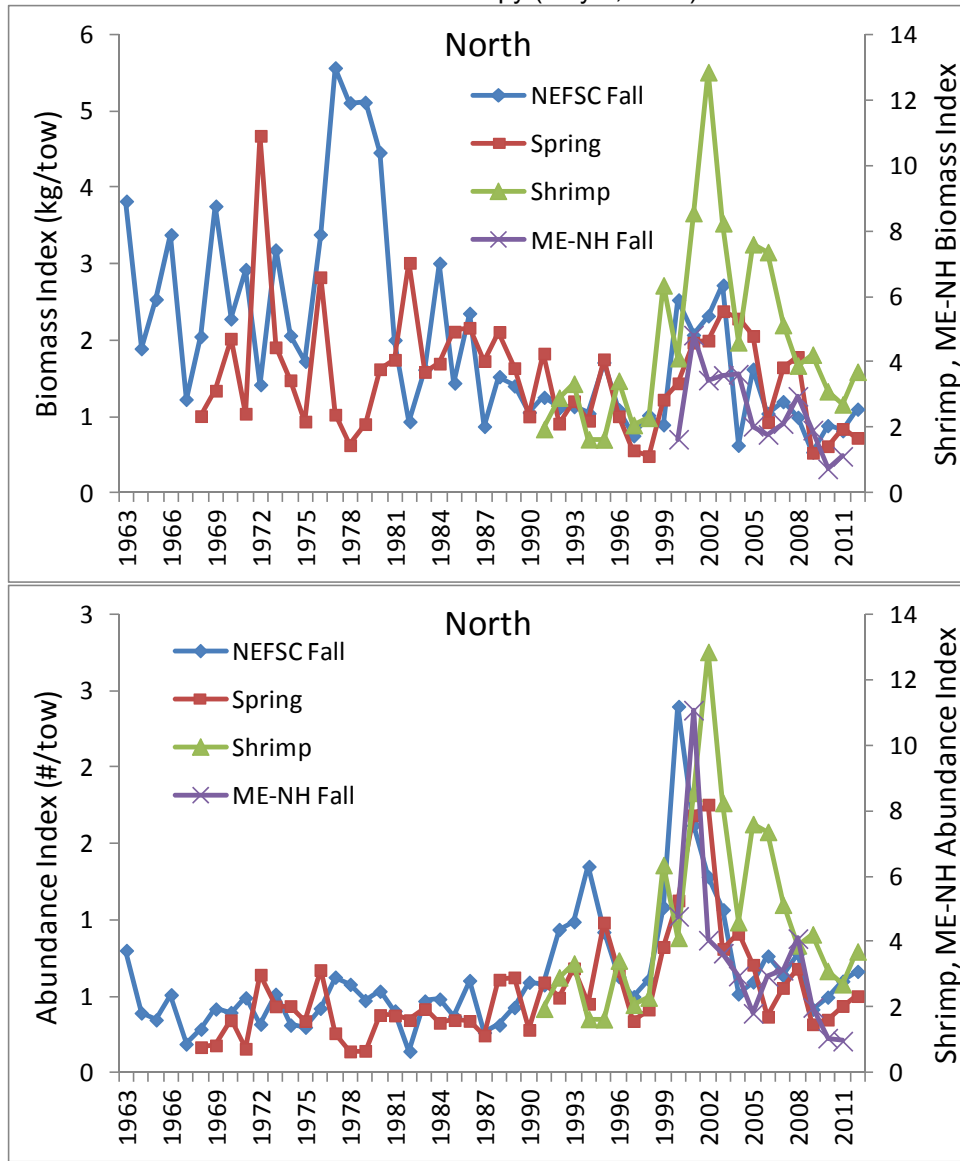 py (
North
NEFSC Fall
Spring
Shrimp
ME-NH Fall
Biomass Index (kg/tow)
6
5
4
3
2
1
0
Shrimp , ME-NH Biomass Index
14
12
10
8
6
4
2
0
1963 1966 1969 1972 1975 1978 1981 1984 1987 1990 1993 1996 1999 2002 2005 2008 2011
North
NEFSC Fall
Spring
Shrimp
ME-NH Fall
Abundance Index (#/tow)
3
3
2
2
1
1
0
Shrimp, ME-NH Abundance Index
14
12
10
8
6
4
2
0
1963 1966 1969 1972 1975 1978 1981 1984 1987 1990 1993 1996 1999 2002 2005 2008 2011